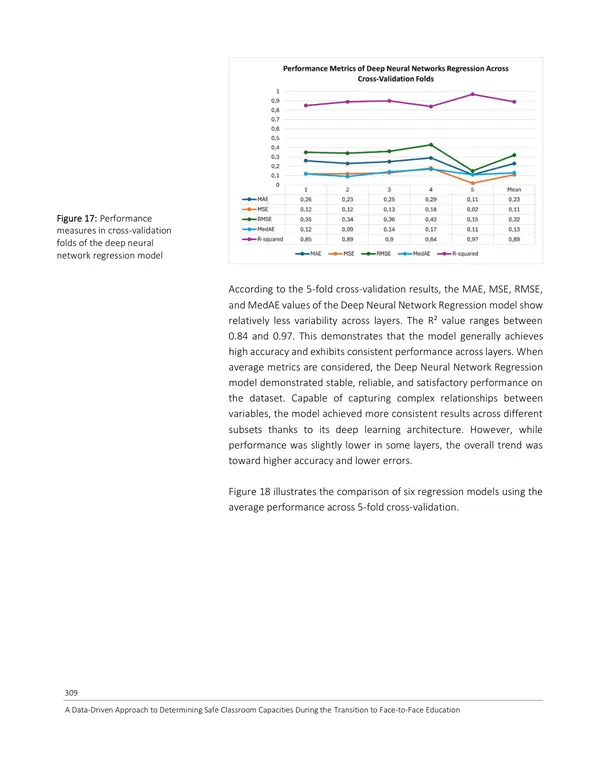 Performance Metrics of Deep Neural Networks Regression Across
Cross-Validation Folds
1
0,9
0,8
0,7
0,6
0,5
0,4
0,3
0,2
0,1
0
1 2 3 4 5 Mean
MAE 0,26 0,23 0,25 0,29 0,11 0,23
MSE 0,12 0,12 0,13 0,18 0,02 0,11
RMSE 0,35 0,34 0,36 0,43 0,15 0,32
MedAE 0,12 0,09 0,14 0,17 0,11 0,13
R-squared 0,85 0,89 0,9 0,84 0,97 0,89
MAE MSE RMSE MedAE R-squared
Figure 17: Performance
measures in cross-validation
folds of the deep neural
network regression model
According to the 5-fold cross-validation results, the MAE, MSE, RMSE,
and MedAE values of the Deep Neural Network Regression model show
relatively less variability across layers. The R² value ranges between
0.84 and 0.97. This demonstrates that the model generally achieves
high accuracy and exhibits consistent performance across layers. When
average metrics are considered, the Deep Neural Network Regression
model demonstrated stable, reliable, and satisfactory performance on
the dataset. Capable of capturing complex relationships between
variables, the model achieved more consistent results across different
subsets thanks to its deep learning architecture. However, while
performance was slightly lower in some layers, the overall trend was
toward higher accuracy and lower errors.
Figure 18 illustrates the comparison of six regression models using the
average performance across 5-fold cross-validation.
309
A Data-Driven Approach to Determining Safe Classroom Capacities During the Transition to Face-to-Face Education